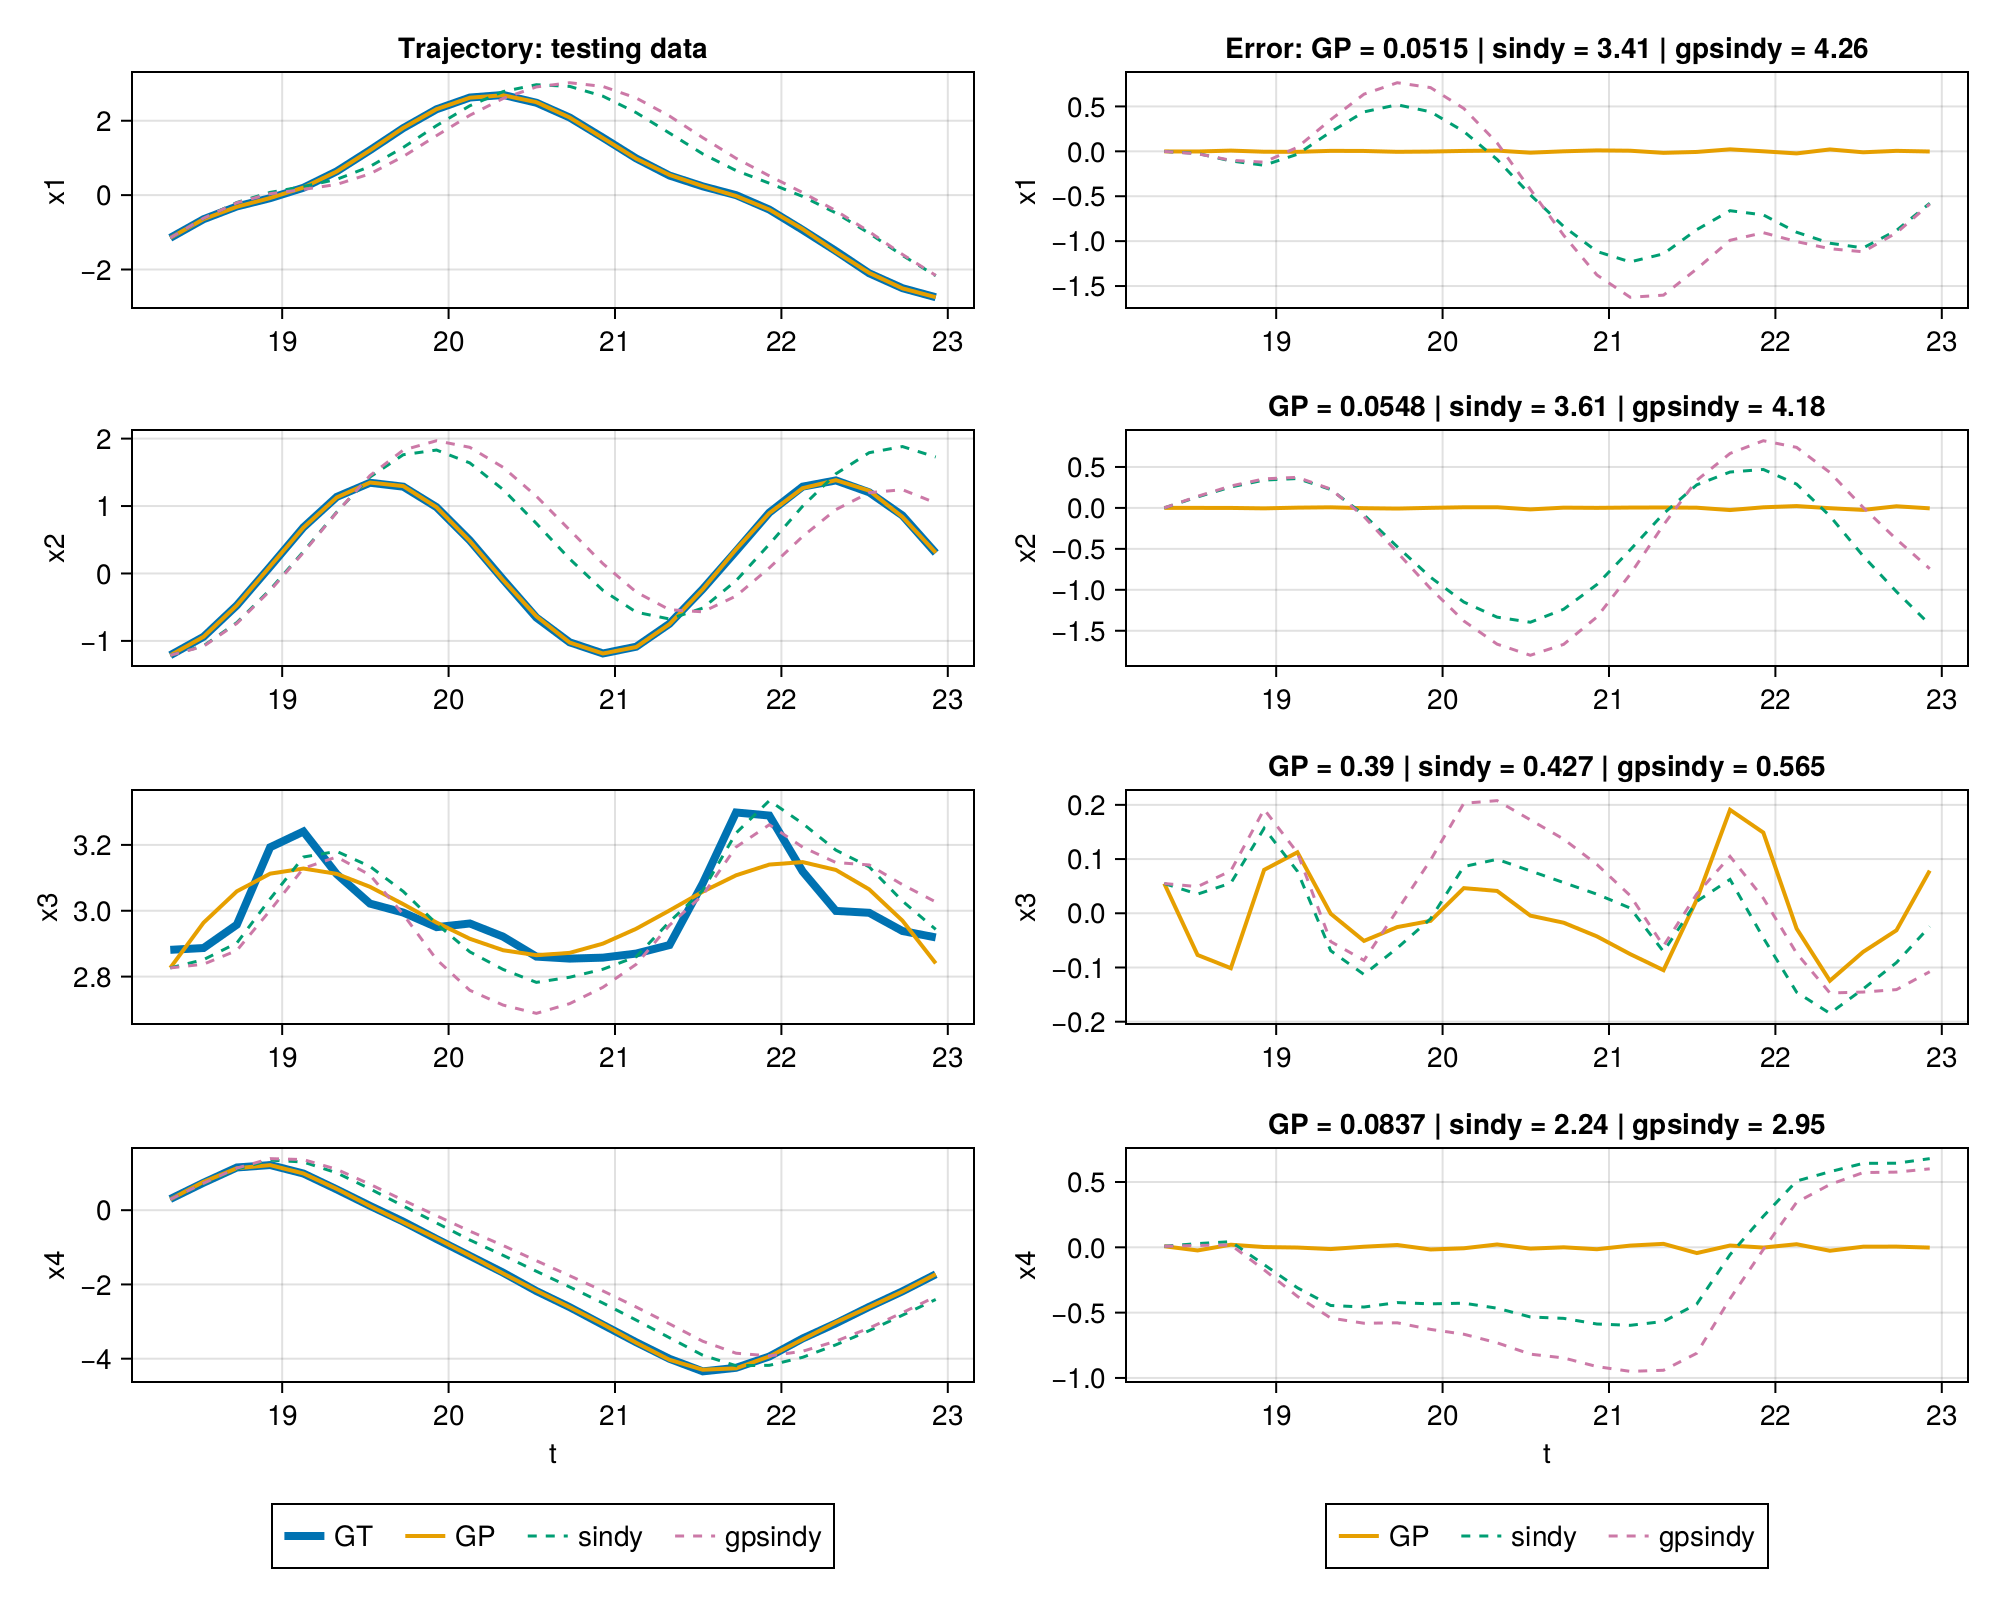 Trajectory: testing data
x1
2
0
−2
19 20 21 22 23
Error: GP = 0.0515 | sindy = 3.41 | gpsindy = 4.26
x1
0.5
0.0
−0.5
−1.0
−1.5
19 20 21 22 23
x2
2
1
0
−1
19 20 21 22 23
GP = 0.0548 | sindy = 3.61 | gpsindy = 4.18
x2
0.5
0.0
−0.5
−1.0
−1.5
19 20 21 22 23
x3
3.2
3.0
2.8
19 20 21 22 23
GP = 0.39 | sindy = 0.427 | gpsindy = 0.565
x3
0.2
0.1
0.0
−0.1
−0.2
19 20 21 22 23
x4
0
−2
−4
19 20 21 22 23
t
GP = 0.0837 | sindy = 2.24 | gpsindy = 2.95
x4
0.5
0.0
−0.5
−1.0
19 20 21 22 23
t
GT GP sindy gpsindy
GP sindy gpsindy